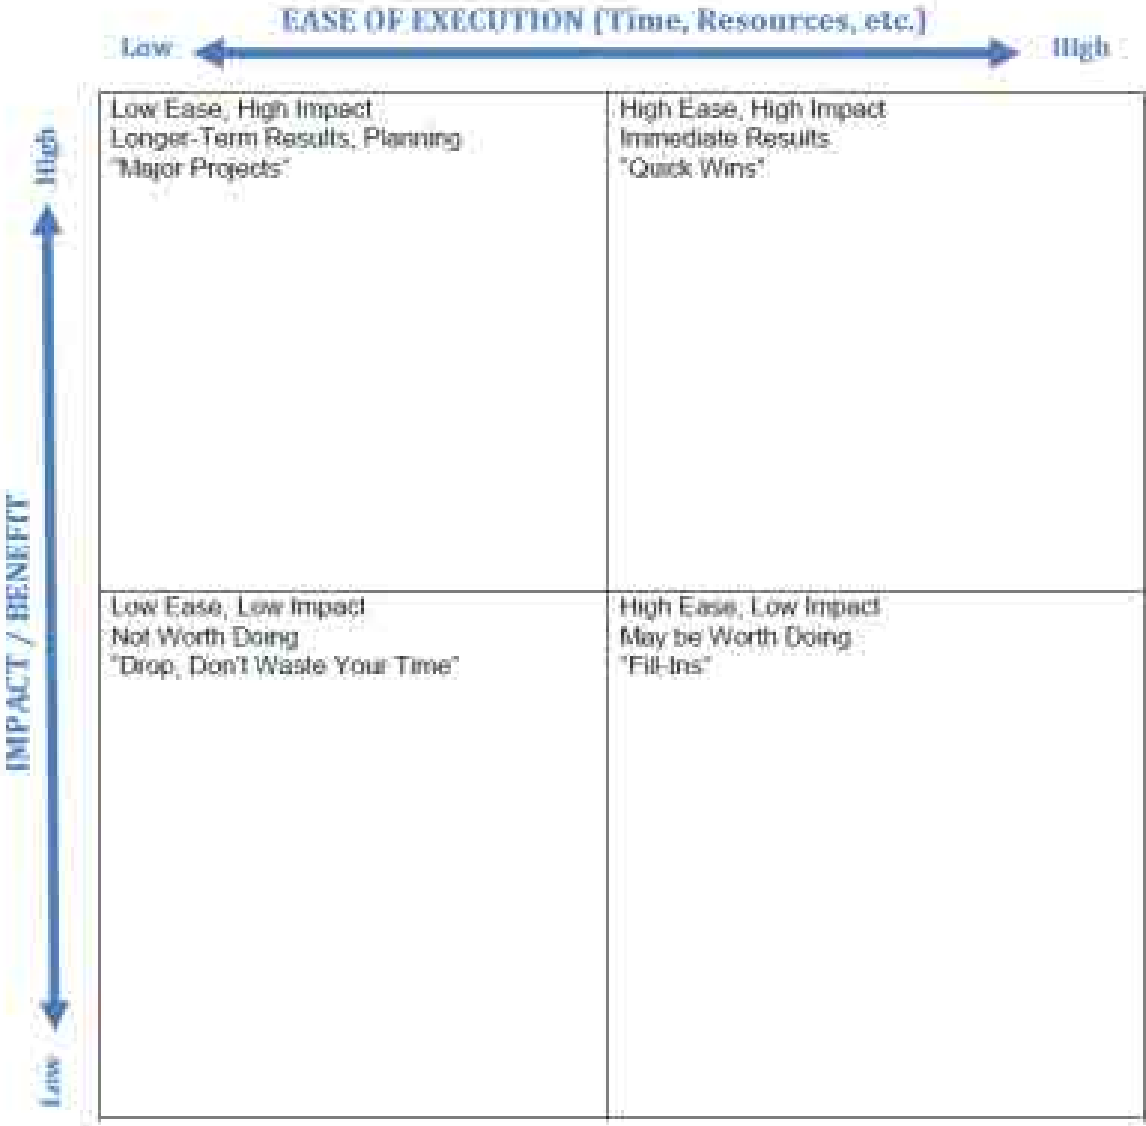 EASE OF EXECUTION [Time, Resources, etc.]
Low
High
High
IMPACT / BENEFIT
Low
Low Ease, High Impact
Longer-Term Results, Planning
"Major Projects"
High Ease, High Impact
Immediate Results
"Quick Wins"
Low Ease, Low Impact
Not Worth Doing
"Drop, Don't Waste Your Time"
High Ease, Low Impact
May be Worth Doing
"Fill-Ins"